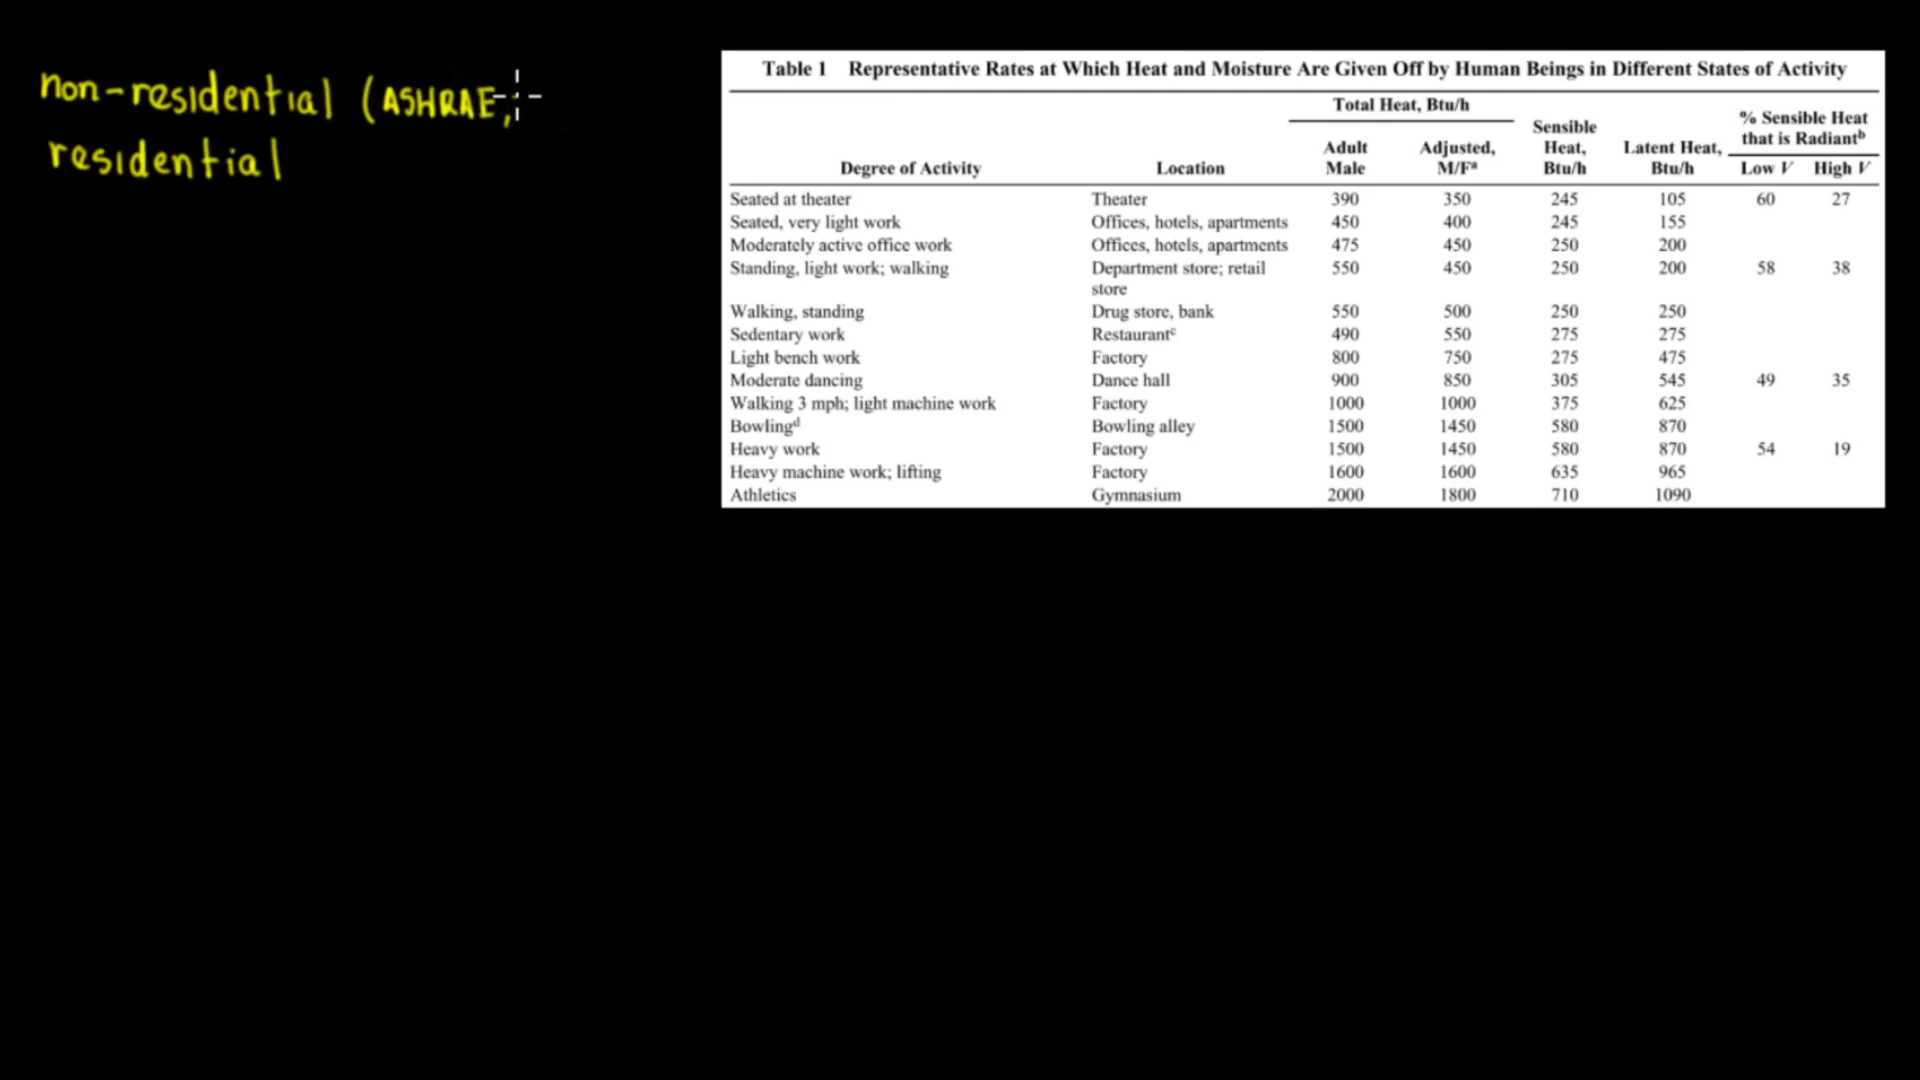 non-residential (ASHRAE,
residential
Table 1 Representative Rates at Which Heat and Moisture Are Given Off by Human Beings in Different States of Activity
Total Heat, Btu/h
% Sensible Heat that is Radiantᵇ
Degree of Activity Location Adult Male Adjusted, M/Fᵃ Sensible Heat, Btu/h Latent Heat, Btu/h Low V High V
Seated at theater Theater 390 350 245 105 60 27
Seated, very light work Offices, hotels, apartments 450 400 245 155
Moderately active office work Offices, hotels, apartments 475 450 250 200
Standing, light work; walking Department store; retail store 550 450 250 200 58 38
Walking, standing Drug store, bank 550 500 250 250
Sedentary work Restaurantᶜ 490 550 275 275
Light bench work Factory 800 750 275 475
Moderate dancing Dance hall 900 850 305 545 49 35
Walking 3 mph; light machine work Factory 1000 1000 375 625
Bowlingᵈ Bowling alley 1500 1450 580 870
Heavy work Factory 1500 1450 580 870 54 19
Heavy machine work; lifting Factory 1600 1600 635 965
Athletics Gymnasium 2000 1800 710 1090